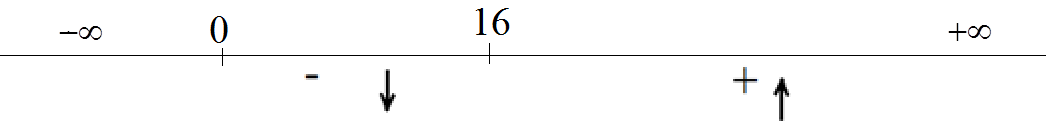 −∞ 0 16 +∞
- ↓ + ↑